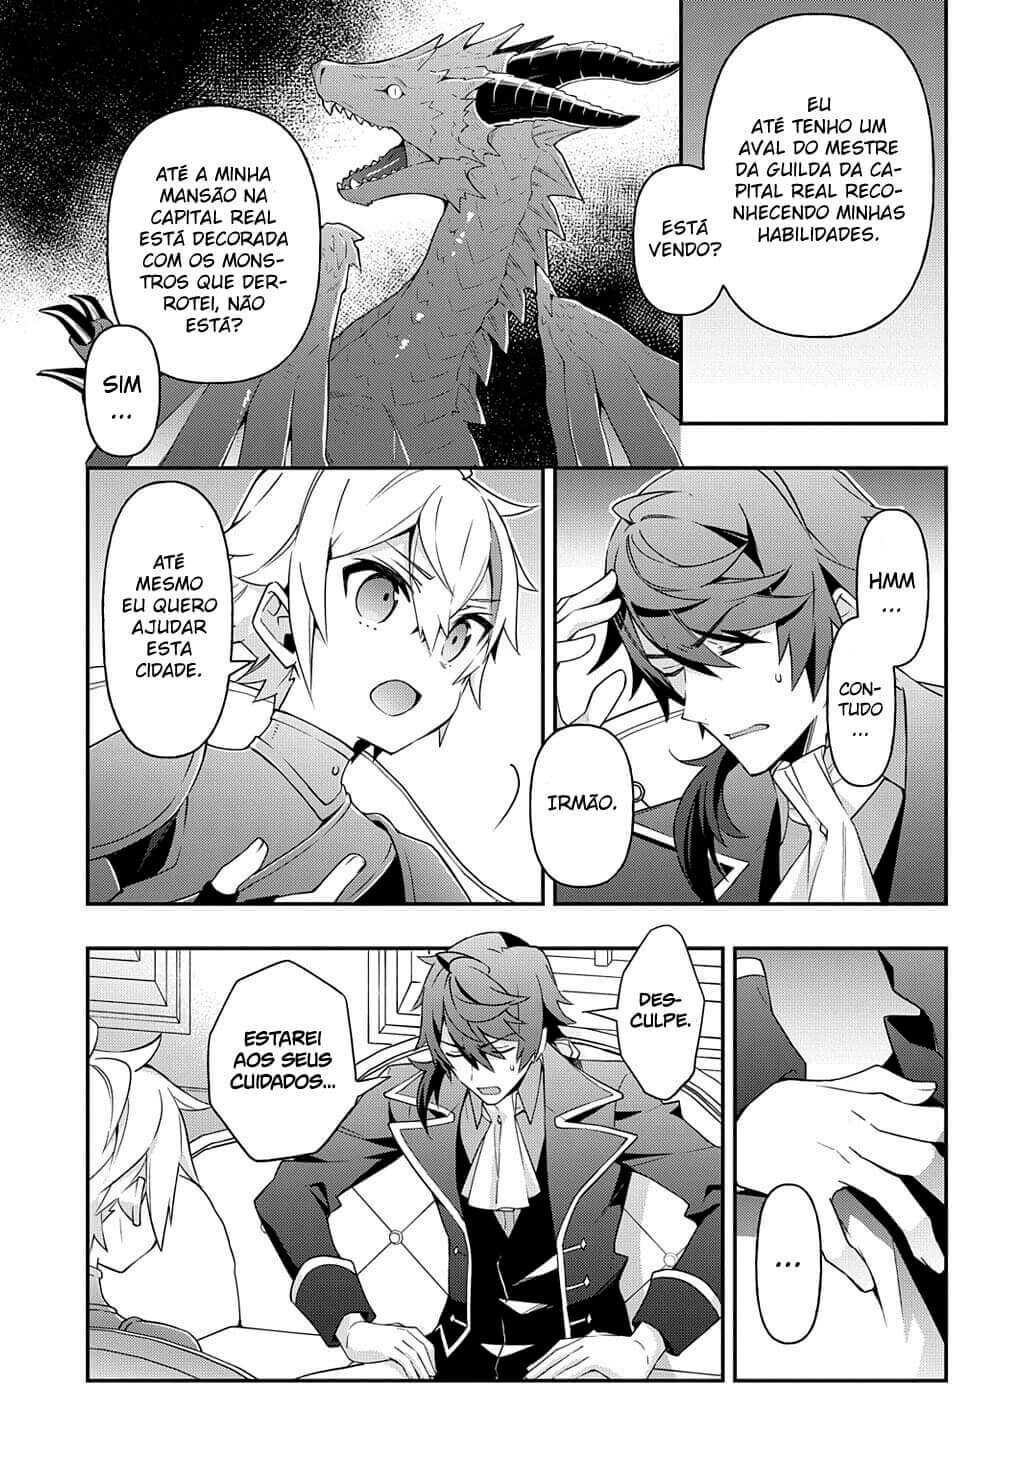 EU
ATÉ TENHO UM
AVAL DO MESTRE
DA GUILDA DA CA-
PITAL REAL RECO-
NHECENDO MINHAS
HABILIDADES.
ESTÁ
VENDO?
ATÉ A MINHA
MANSÃO NA
CAPITAL REAL
ESTÁ DECORADA
COM OS MONS-
TROS QUE DER-
ROTEI, NÃO
ESTÁ?
SIM
...
HMM
...
CON-
TUDO
...
IRMÃO.
ATÉ
MESMO
EU QUERO
AJUDAR
ESTA
CIDADE.
...
DES-
CULPE.
ESTAREI
AOS SEUS
CUIDADOS...